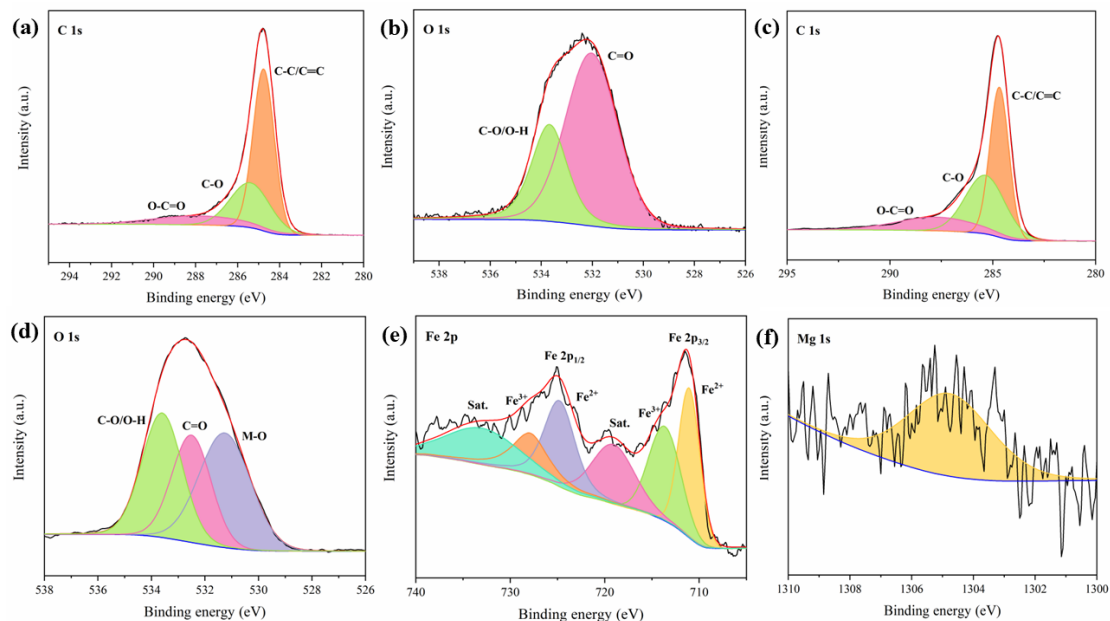 (a)
C 1s
C-C/C═C
C-O
O-C═O
Intensity (a.u.)
294 292 290 288 286 284 282 280
Binding energy (eV)
(b)
O 1s
C═O
C-O/O-H
Intensity (a.u.)
538 536 534 532 530 528 526
Binding energy (eV)
(c)
C 1s
C-C/C═C
C-O
O-C═O
Intensity (a.u.)
295 290 285 280
Binding energy (eV)
(d)
O 1s
C-O/O-H
C═O
M-O
Intensity (a.u.)
538 536 534 532 530 528 526
Binding energy (eV)
(e)
Fe 2p
Fe 2p3/2
Fe 2p1/2
Sat.
Fe³⁺
Fe²⁺
Sat.
Fe³⁺
Fe²⁺
Intensity (a.u.)
740 730 720 710
Binding energy (eV)
(f)
Mg 1s
Intensity (a.u.)
1310 1308 1306 1304 1302 1300
Binding energy (eV)